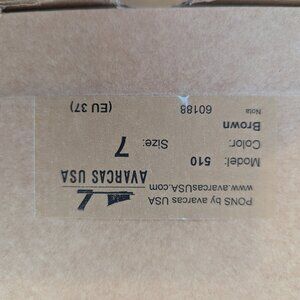 PONS by avarcas USA
www.avarcasUSA.com
AVARCAS USA
Model: 510
Color: Brown
Size: 7
(EU 37)
Nota 60188